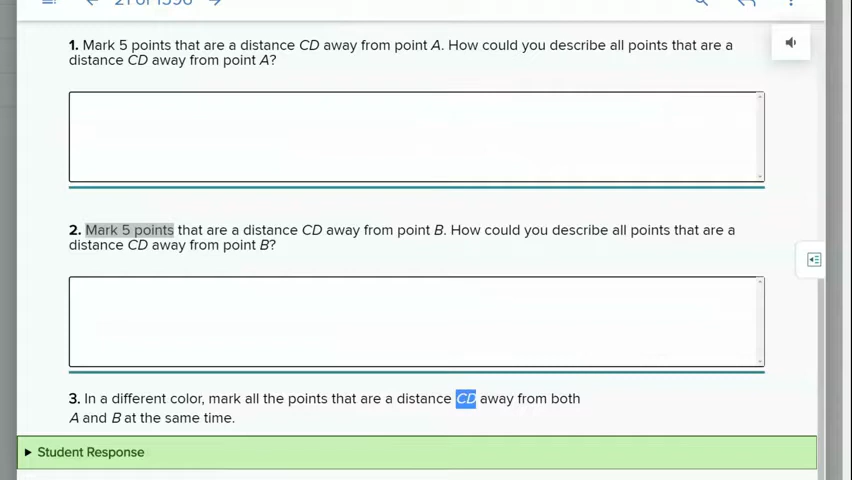 1. Mark 5 points that are a distance CD away from point A. How could you describe all points that are a
distance CD away from point A?
2. Mark 5 points that are a distance CD away from point B. How could you describe all points that are a
distance CD away from point B?
3. In a different color, mark all the points that are a distance CD away from both
A and B at the same time.
Student Response